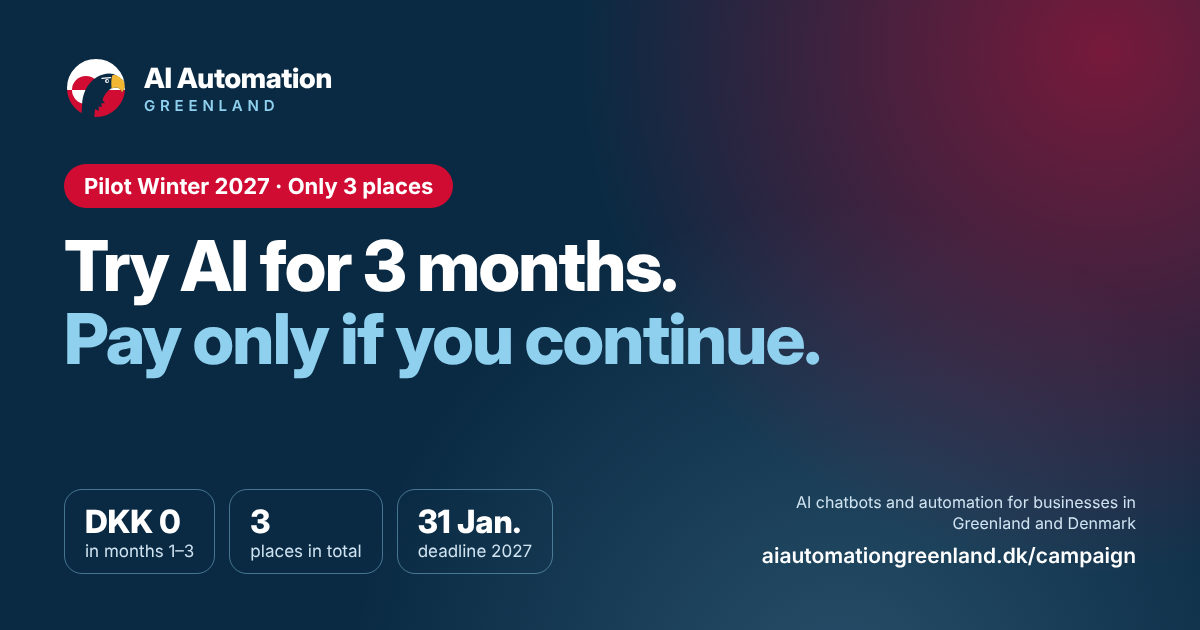 AI Automation
GREENLAND
Pilot Winter 2027 · Only 3 places
Try AI for 3 months.
Pay only if you continue.
DKK 0
in months 1–3
3
places in total
31 Jan.
deadline 2027
AI chatbots and automation for businesses in
Greenland and Denmark
aiautomationgreenland.dk/campaign